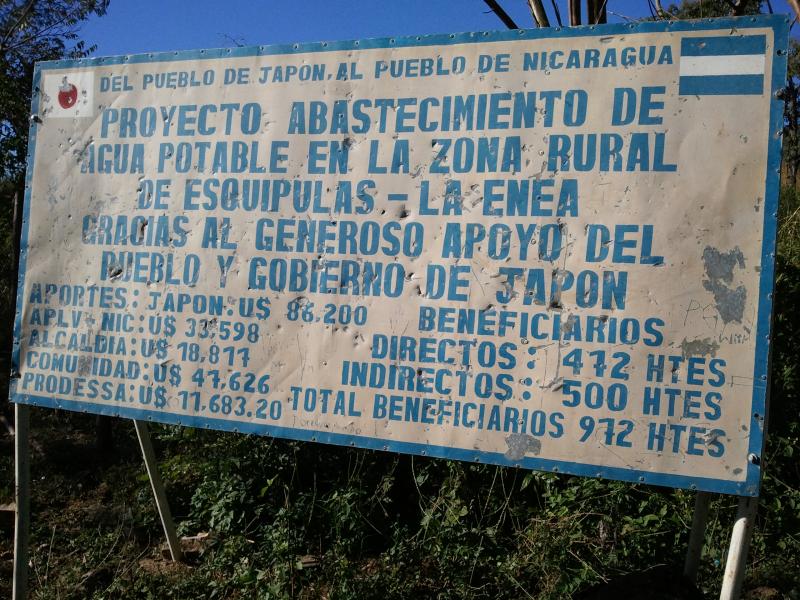 DEL PUEBLO DE JAPON, AL PUEBLO DE NICARAGUA
PROYECTO ABASTECIMIENTO DE
AGUA POTABLE EN LA ZONA RURAL
DE ESQUIPULAS - LA ENEA
GRACIAS AL GENEROSO APOYO DEL
PUEBLO Y GOBIERNO DE JAPON
APORTES: JAPON: U$ 86.200
APLV. NIC: U$ 33,598
ALCALDIA: U$ 18,877
COMUNIDAD: U$ 47,626
PRODESSA: U$ 11,683.20
BENEFICIARIOS
DIRECTOS: 472 HTES
INDIRECTOS: 500 HTES
TOTAL BENEFICIARIOS 972 HTES